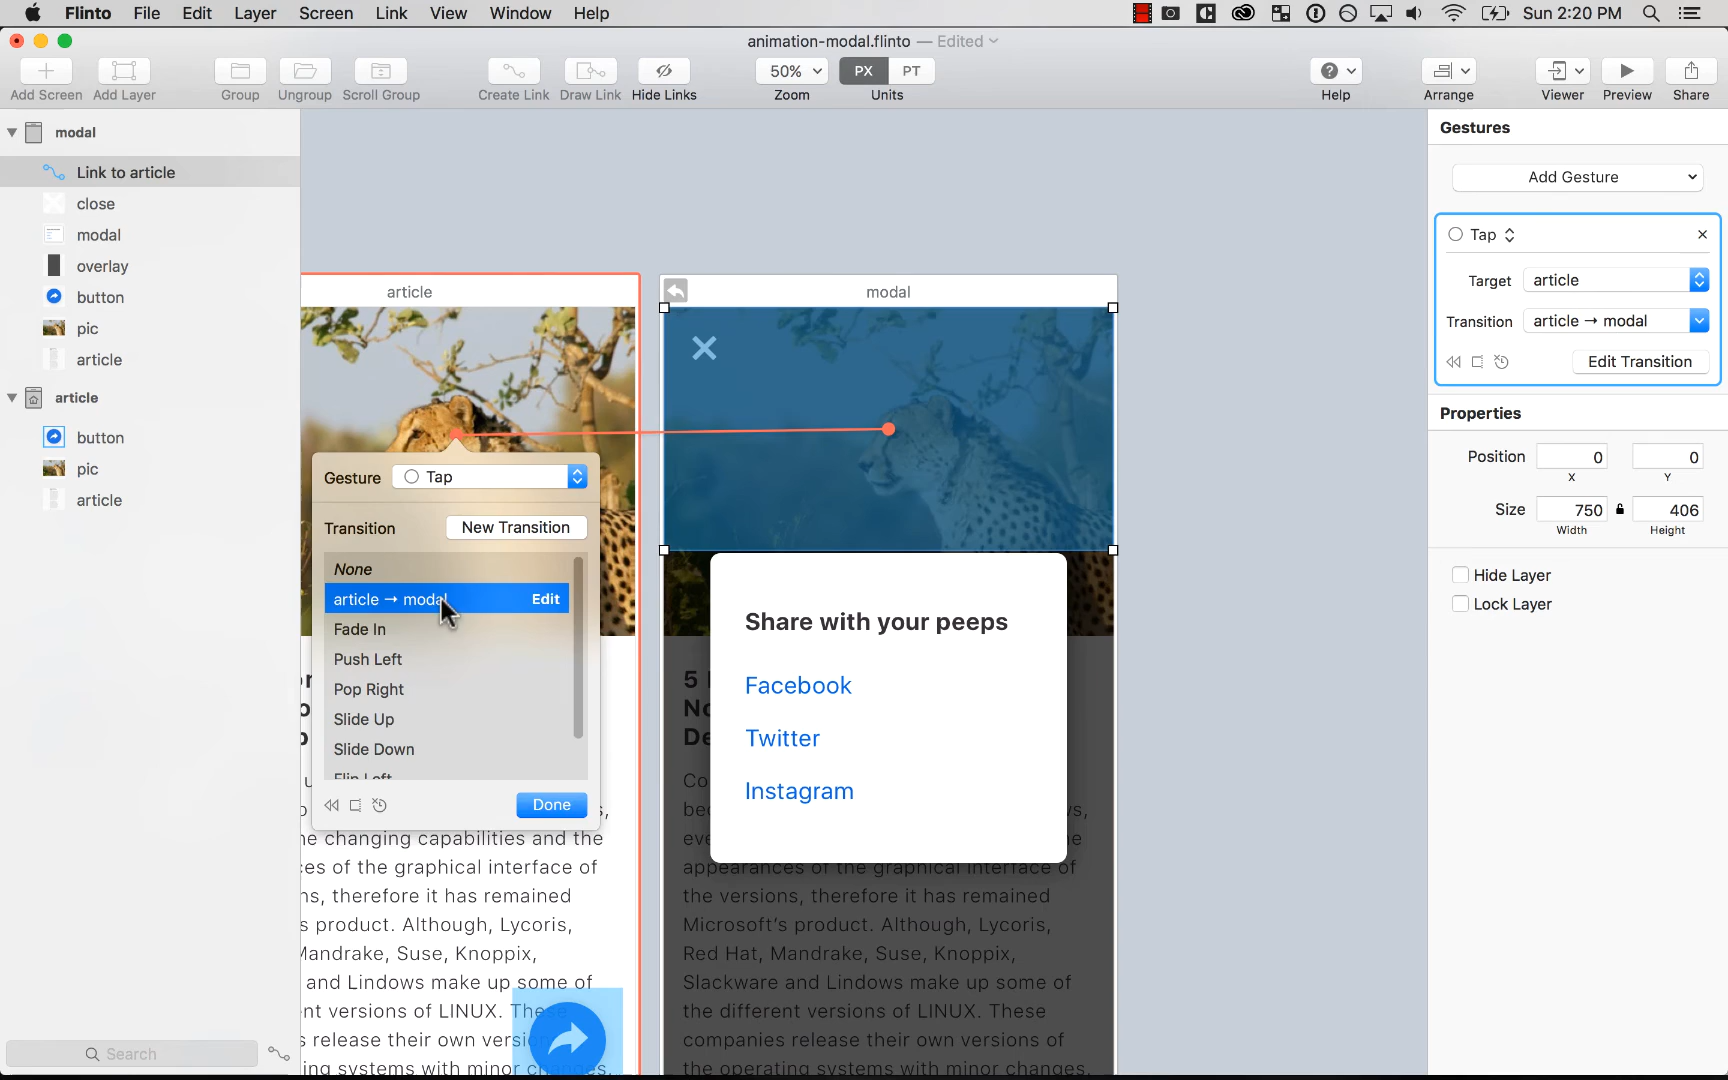 Flinto File Edit Layer Screen Link View Window Help Sun 2:20 PM
animation-modal.flinto — Edited
50% PX PT
Add Screen Add Layer Group Ungroup Scroll Group Create Link Draw Link Hide Links Zoom Units Help Arrange Viewer Preview Share
modal
Link to article
close
modal
overlay
button
pic
article
article
button
pic
article
Search
article
Gesture Tap
Transition New Transition
None
article → modal Edit
Fade In
Push Left
Pop Right
Slide Up
Slide Down
Flip Left
Done
he changing capabilities and the
es of the graphical interface of
ns, therefore it has remained
s product. Although, Lycoris,
Mandrake, Suse, Knoppix,
and Lindows make up some of
nt versions of LINUX. These
s release their own versi
ing systems with minor changes,
modal
Share with your peeps
Facebook
Twitter
Instagram
appearances of the graphical interface of
the versions, therefore it has remained
Microsoft's product. Although, Lycoris,
Red Hat, Mandrake, Suse, Knoppix,
Slackware and Lindows make up some of
the different versions of LINUX. These
companies release their own versions of
the operating systems with minor changes,
Gestures
Add Gesture
Tap
Target article
Transition article → modal
Edit Transition
Properties
Position 0 0
X Y
Size 750 406
Width Height
Hide Layer
Lock Layer